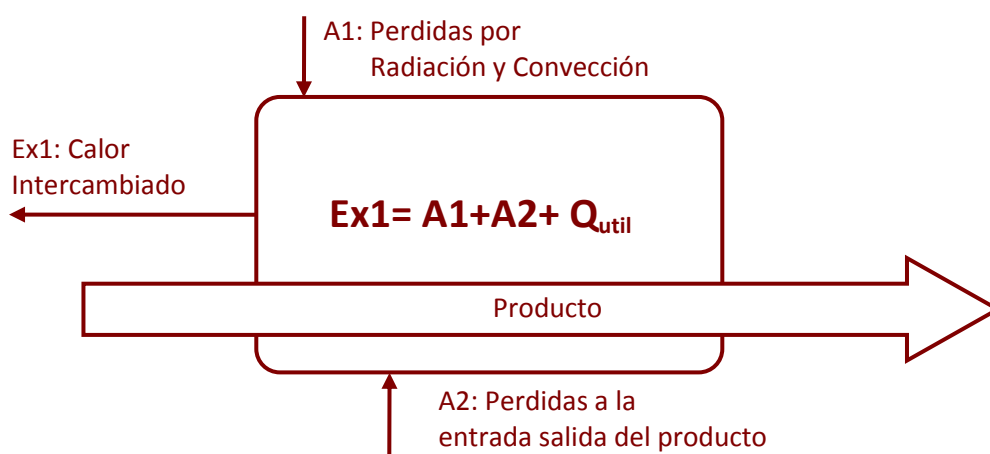 A1: Perdidas por
Radiación y Convección
Ex1: Calor
Intercambiado
Ex1= A1+A2+ Qutil
Producto
A2: Perdidas a la
entrada salida del producto